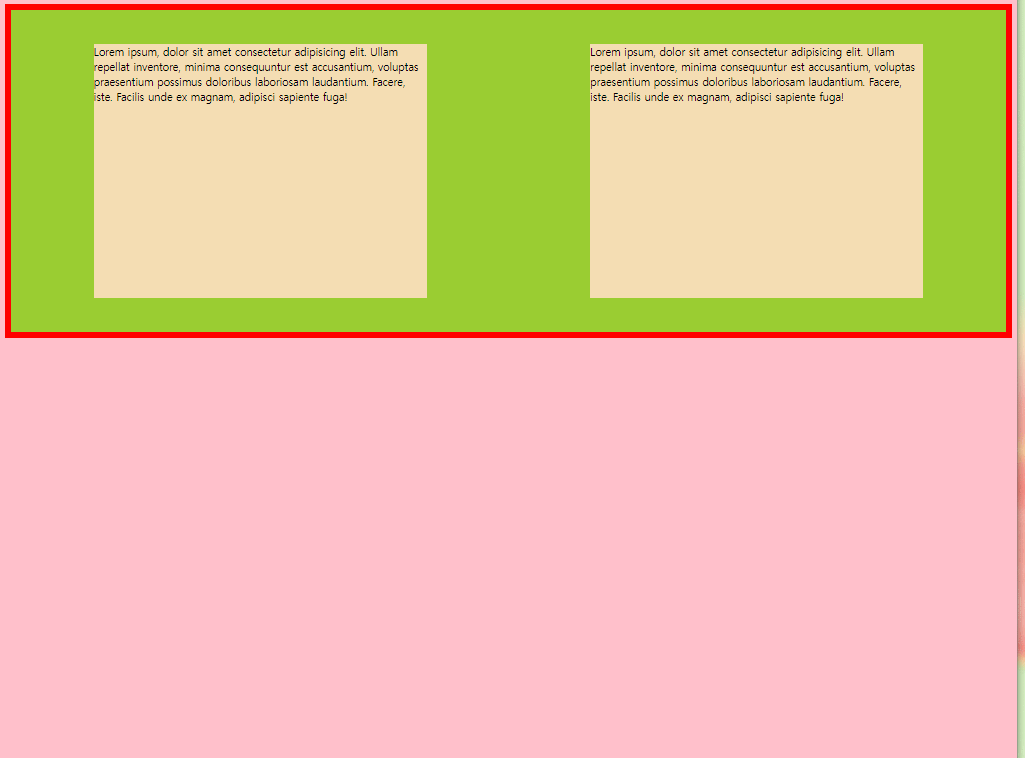 Lorem ipsum, dolor sit amet consectetur adipisicing elit. Ullam
repellat inventore, minima consequuntur est accusantium, voluptas
praesentium possimus doloribus laboriosam laudantium. Facere,
iste. Facilis unde ex magnam, adipisci sapiente fuga!
Lorem ipsum, dolor sit amet consectetur adipisicing elit. Ullam
repellat inventore, minima consequuntur est accusantium, voluptas
praesentium possimus doloribus laboriosam laudantium. Facere,
iste. Facilis unde ex magnam, adipisci sapiente fuga!